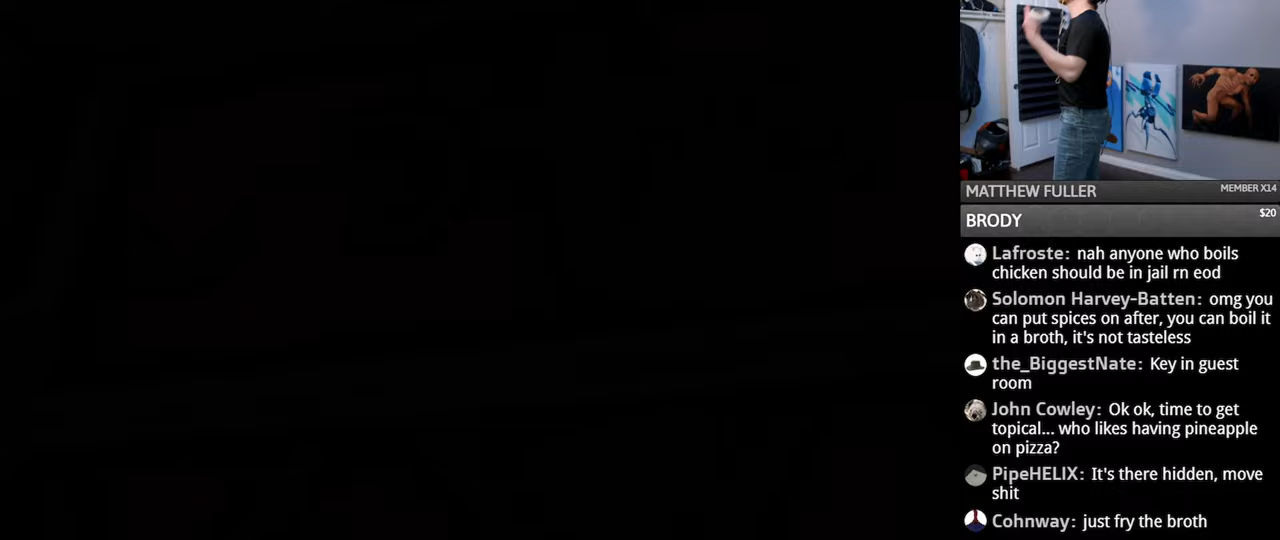 MATTHEW FULLER MEMBER X14
BRODY $20
Lafroste: nah anyone who boils
chicken should be in jail rn eod
Solomon Harvey-Batten: omg you
can put spices on after, you can boil it
in a broth, it's not tasteless
the_BiggestNate: Key in guest
room
John Cowley: Ok ok, time to get
topical... who likes having pineapple
on pizza?
PipeHELIX: It's there hidden, move
shit
Cohnway: just fry the broth